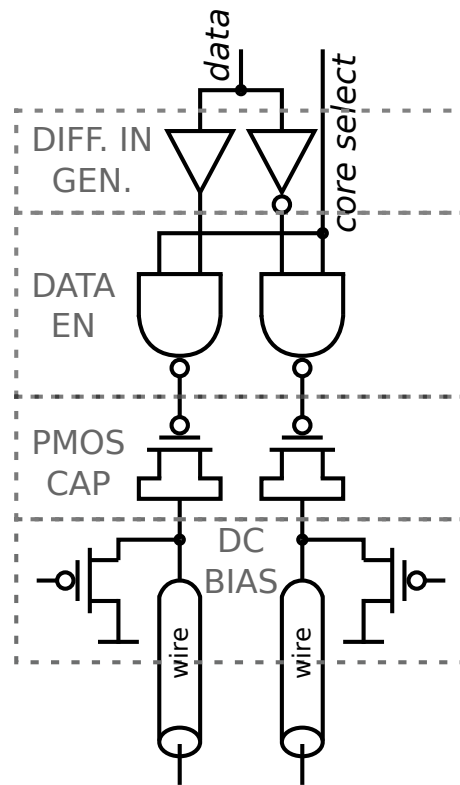 data
core select
DIFF. IN
GEN.
DATA
EN
PMOS
CAP
DC
BIAS
wire
wire